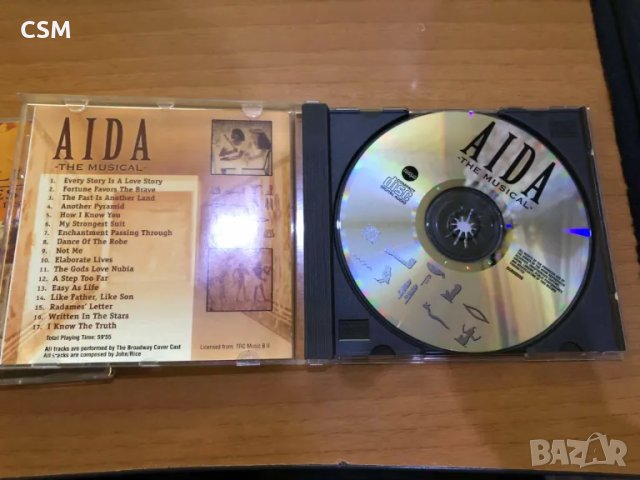 CSM
AIDA
-THE MUSICAL-
1. Every Story Is A Love Story
2. Fortune Favors The Brave
3. The Past Is Another Land
4. Another Pyramid
5. How I Know You
6. My Strongest Suit
7. Enchantment Passing Through
8. Dance Of The Robe
9. Not Me
10. Elaborate Lives
11. The Gods Love Nubia
12. A Step Too Far
13. Easy As Life
14. Like Father, Like Son
15. Radames' Letter
16. Written In The Stars
17. I Know The Truth
Total Playing Time: 59'55
All tracks are performed by The Broadway Cover Cast
All tracks are composed by John/Rice
Licensed from TRC Music B.V.
AIDA
-THE MUSICAL-
BAZAR